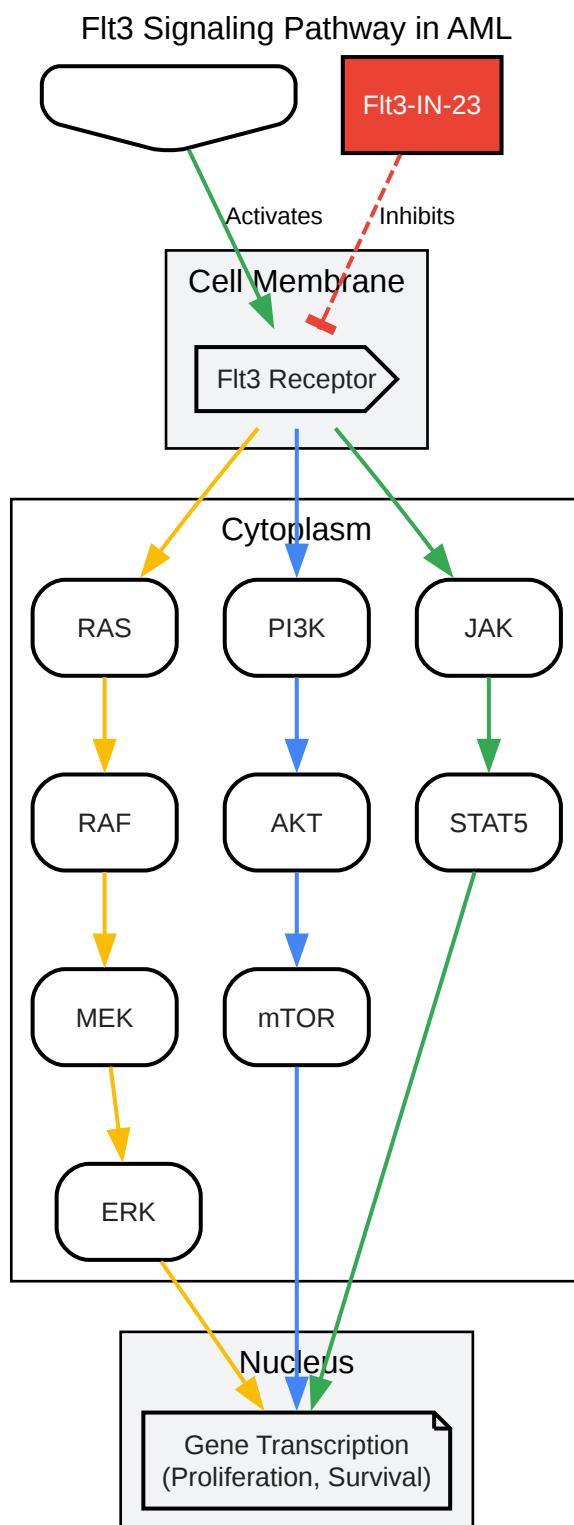 Flt3 Signaling Pathway in AML
Flt3-IN-23
Activates
Inhibits
Cell Membrane
Flt3 Receptor
Cytoplasm
RAS
PI3K
JAK
RAF
AKT
STAT5
MEK
mTOR
ERK
Nucleus
Gene Transcription
(Proliferation, Survival)